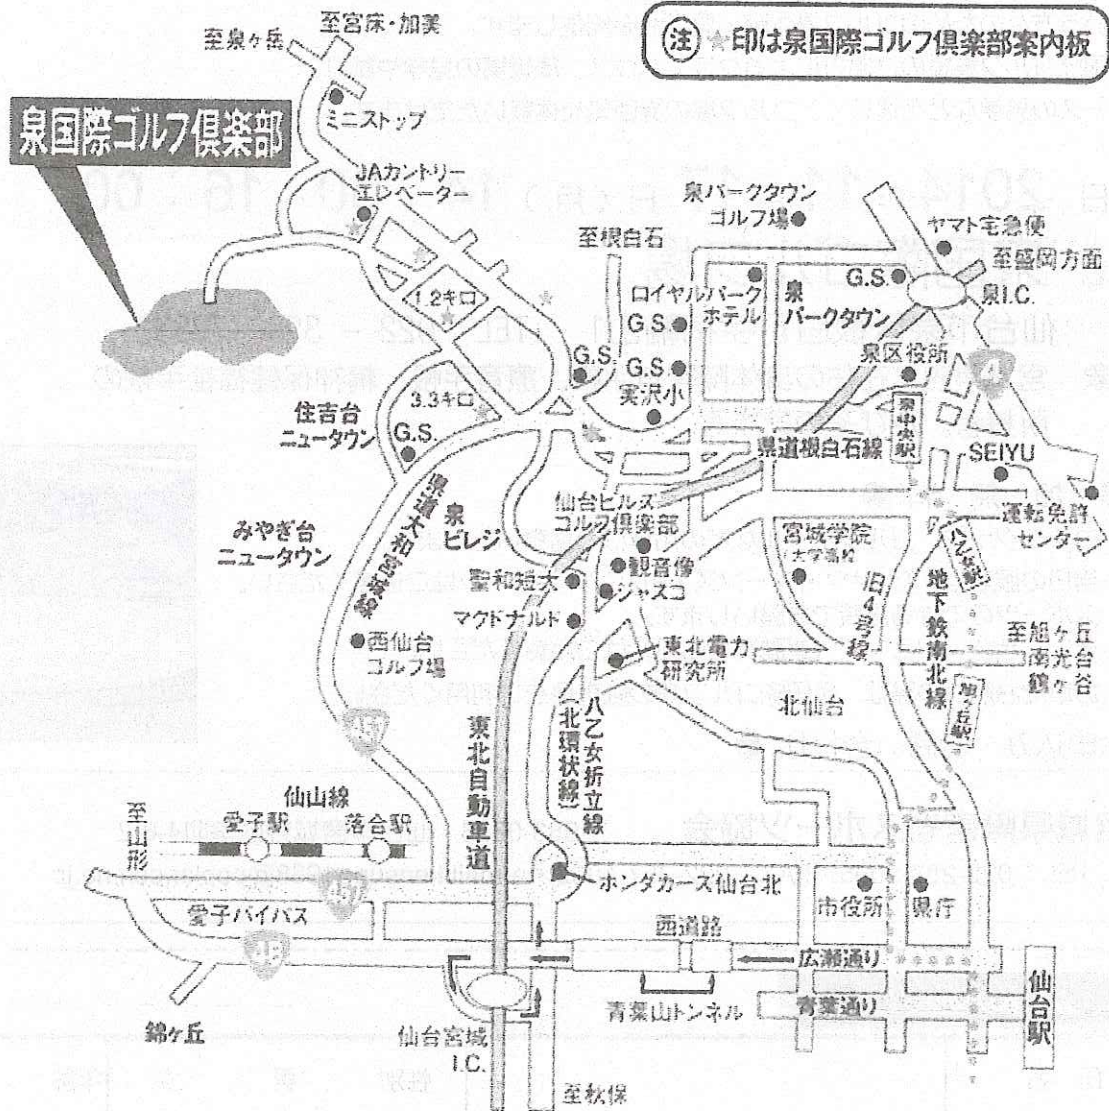 注 ★印は泉国際ゴルフ倶楽部案内板
至宮床・加美
至泉ヶ岳
ミニストップ
泉国際ゴルフ倶楽部
JAカントリー
エレベーター
泉パークタウン
ゴルフ場
ヤマト宅急便
至根白石
至盛岡方面
G.S.
泉I.C.
ロイヤルパーク
ホテル
泉
パークタウン
1.2キロ
G.S.
泉区役所
4
G.S.
G.S.
実沢小
3.3キロ
住吉台
ニュータウン
G.S.
泉中央駅
県道根白石線
SEIYU
仙台ヒルズ
ゴルフ倶楽部
運転免許
センター
県道大和宮城線
泉
ビレジ
みやぎ台
ニュータウン
宮城学院
大学高校
八乙女駅
観音像
聖和短大
ジャスコ
旧4号線
地下鉄南北線
マクドナルド
西仙台
ゴルフ場
東北電力
研究所
至旭ヶ丘
南光台
鶴ヶ谷
旭ヶ丘駅
北仙台
東北自動車道
八乙女折立線
(北環状線)
仙山線
至山形
愛子駅
落合駅
ホンダカーズ仙台北
愛子バイパス
市役所
県庁
48
西道路
広瀬通り
青葉山トンネル
青葉通り
仙台駅
錦ヶ丘
仙台宮城
I.C.
至秋保